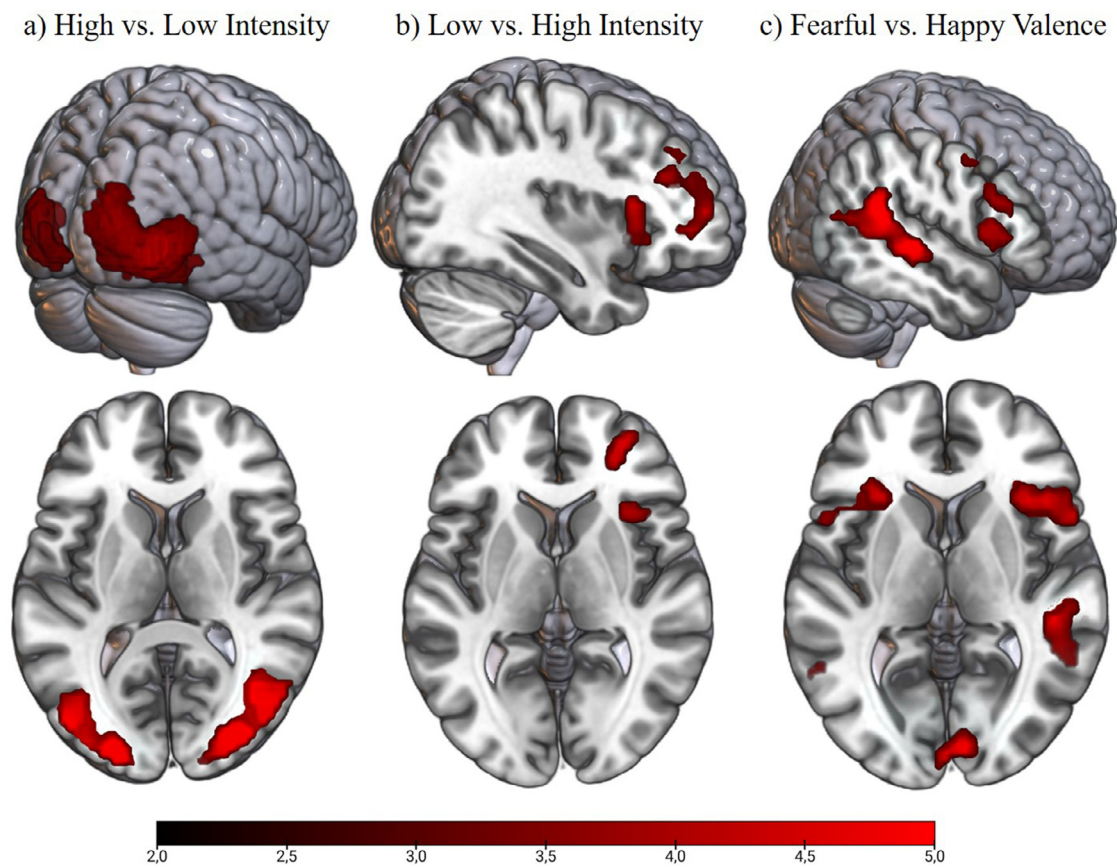 a) High vs. Low Intensity b) Low vs. High Intensity c) Fearful vs. Happy Valence
2,0 2,5 3,0 3,5 4,0 4,5 5,0